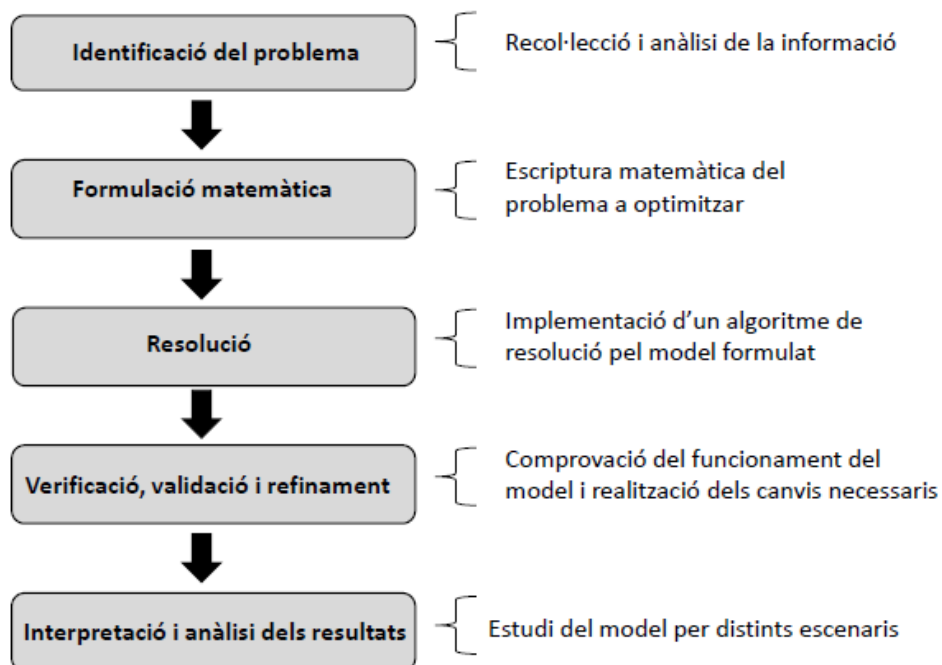 Identificació del problema
Recol·lecció i anàlisi de la informació
Formulació matemàtica
Escriptura matemàtica del
problema a optimitzar
Resolució
Implementació d’un algoritme de
resolució pel model formulat
Verificació, validació i refinament
Comprovació del funcionament del
model i realització dels canvis necessaris
Interpretació i anàlisi dels resultats
Estudi del model per distints escenaris